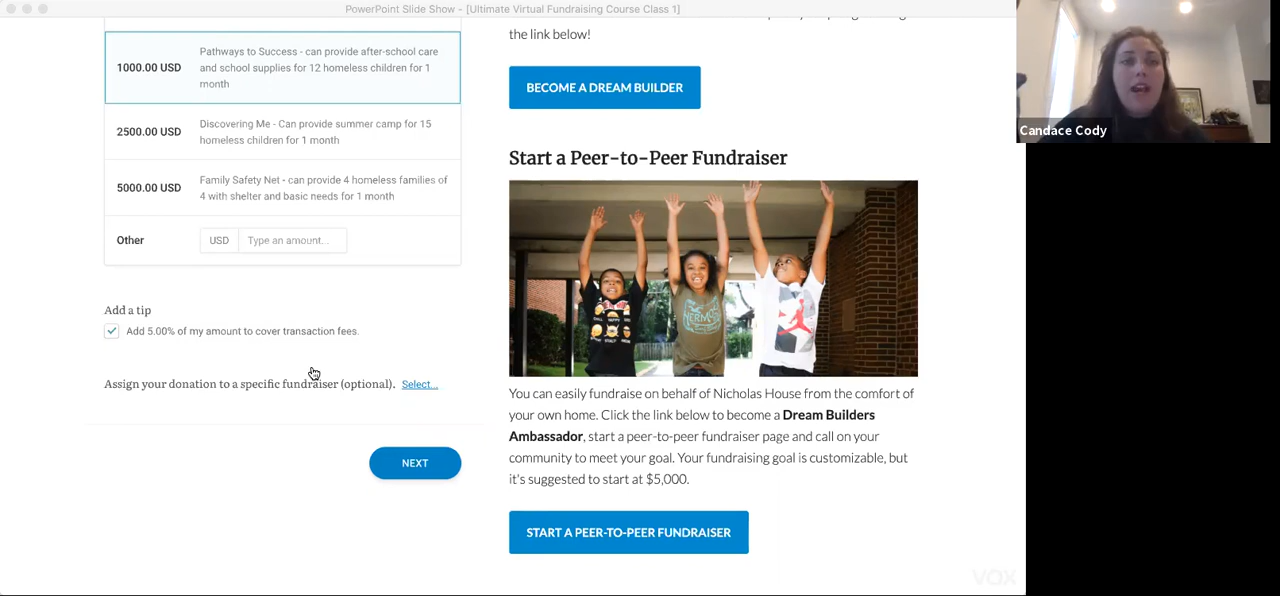 PowerPoint Slide Show - [Ultimate Virtual Fundraising Course Class 1]
1000.00 USD
Pathways to Success - can provide after-school care
and school supplies for 12 homeless children for 1
month
2500.00 USD
Discovering Me - Can provide summer camp for 15
homeless children for 1 month
5000.00 USD
Family Safety Net - can provide 4 homeless families of
4 with shelter and basic needs for 1 month
Other
USD
Type an amount...
Add a tip
Add 5.00% of my amount to cover transaction fees.
Assign your donation to a specific fundraiser (optional). Select...
NEXT
the link below!
BECOME A DREAM BUILDER
Start a Peer-to-Peer Fundraiser
You can easily fundraise on behalf of Nicholas House from the comfort of
your own home. Click the link below to become a Dream Builders
Ambassador, start a peer-to-peer fundraiser page and call on your
community to meet your goal. Your fundraising goal is customizable, but
it's suggested to start at $5,000.
START A PEER-TO-PEER FUNDRAISER
VOX
Candace Cody